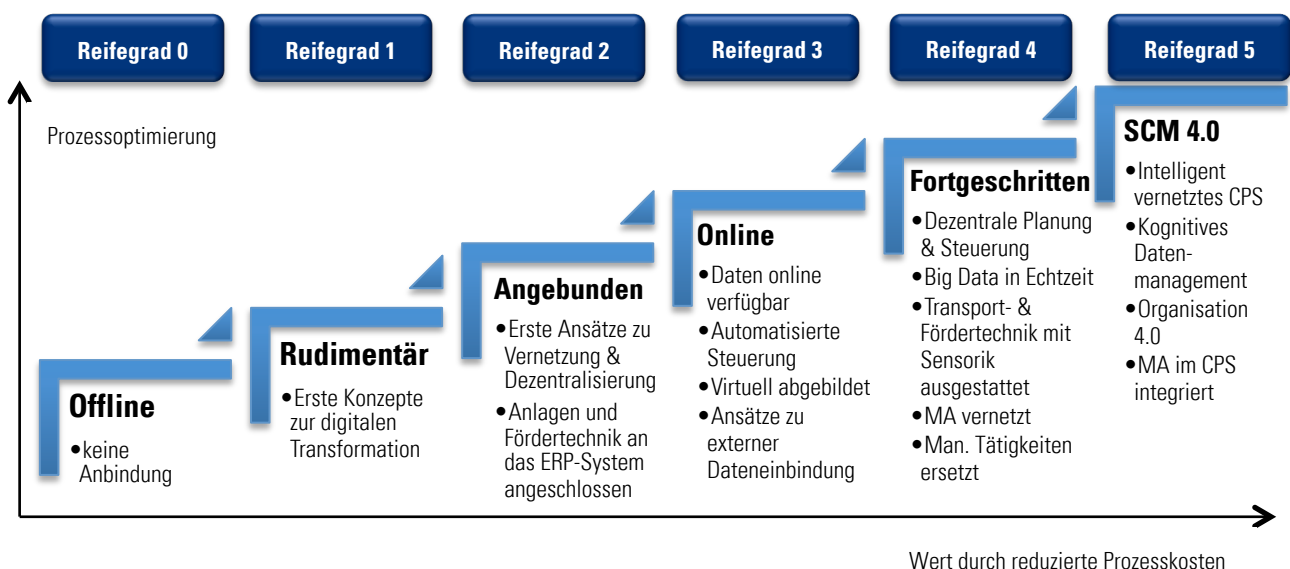 Reifegrad 0
Reifegrad 1
Reifegrad 2
Reifegrad 3
Reifegrad 4
Reifegrad 5
Prozessoptimierung
Offline
•keine
Anbindung
Rudimentär
•Erste Konzepte
zur digitalen
Transformation
Angebunden
•Erste Ansätze zu
Vernetzung &
Dezentralisierung
•Anlagen und
Fördertechnik an
das ERP-System
angeschlossen
Online
•Daten online
verfügbar
•Automatisierte
Steuerung
•Virtuell abgebildet
•Ansätze zu
externer
Dateneinbindung
Fortgeschritten
•Dezentrale Planung
& Steuerung
•Big Data in Echtzeit
•Transport- &
Fördertechnik mit
Sensorik
ausgestattet
•MA vernetzt
•Man. Tätigkeiten
ersetzt
SCM 4.0
•Intelligent
vernetztes CPS
•Kognitives
Daten-
management
•Organisation
4.0
•MA im CPS
integriert
Wert durch reduzierte Prozesskosten